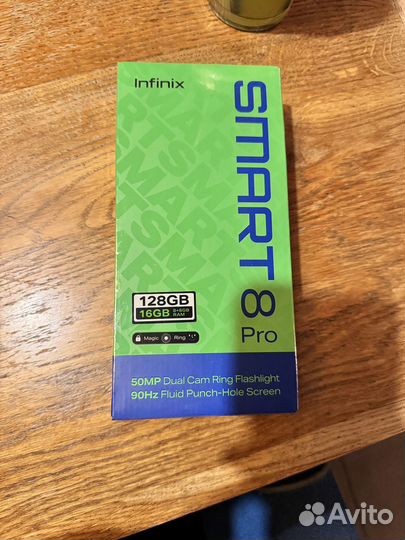 Infinix
SMART 8
Pro
128GB
16GB 8+8GB RAM
Magic Ring
50MP Dual Cam Ring Flashlight
90Hz Fluid Punch-Hole Screen
Avito